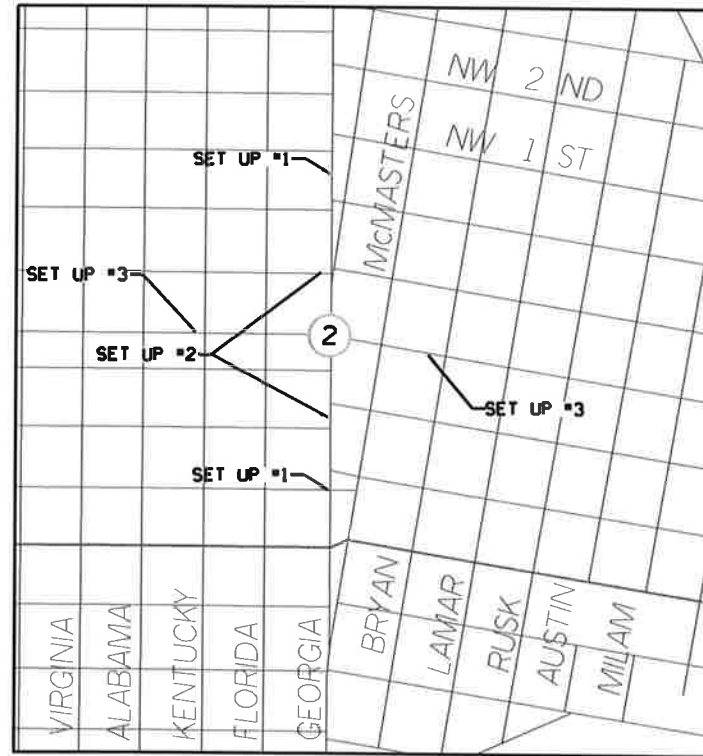 NW 2 ND
NW 1 ST
McMASTERS
SET UP #1
SET UP #3
2
SET UP #2
SET UP #3
SET UP #1
VIRGINIA
ALABAMA
KENTUCKY
FLORIDA
GEORGIA
BRYAN
LAMAR
RUSK
AUSTIN
MILAM